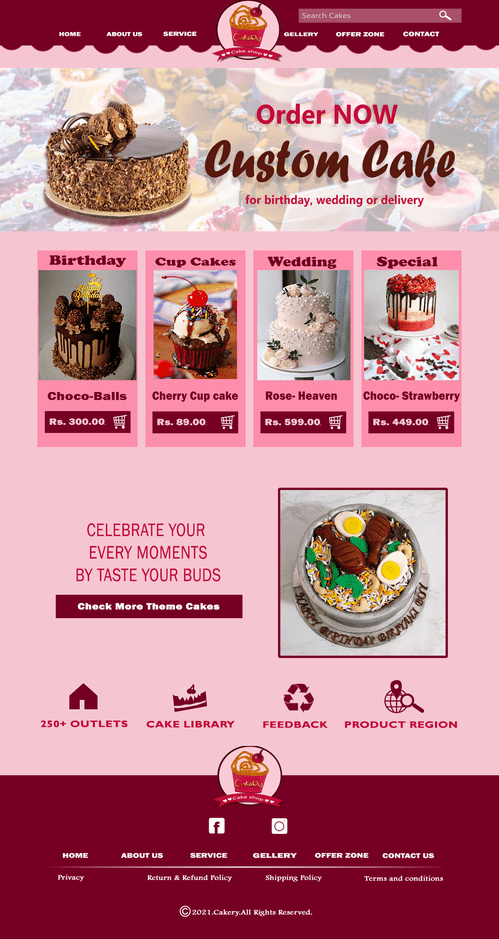 Search Cakes
HOME ABOUT US SERVICE GELLERY OFFER ZONE CONTACT
Cake shop
Order NOW
Custom Cake
for birthday, wedding or delivery
Birthday Cup Cakes Wedding Special
Choco-Balls Cherry Cup cake Rose- Heaven Choco- Strawberry
Rs. 300.00 Rs. 89.00 Rs. 599.00 Rs. 449.00
CELEBRATE YOUR
EVERY MOMENTS
BY TASTE YOUR BUDS
Check More Theme Cakes
HAPPY BIRTHDAY BIRYANI BOY
250+ OUTLETS CAKE LIBRARY FEEDBACK PRODUCT REGION
Cake shop
HOME ABOUT US SERVICE GELLERY OFFER ZONE CONTACT US
Privacy Return & Refund Policy Shipping Policy Terms and conditions
©2021.Cakery.All Rights Reserved.